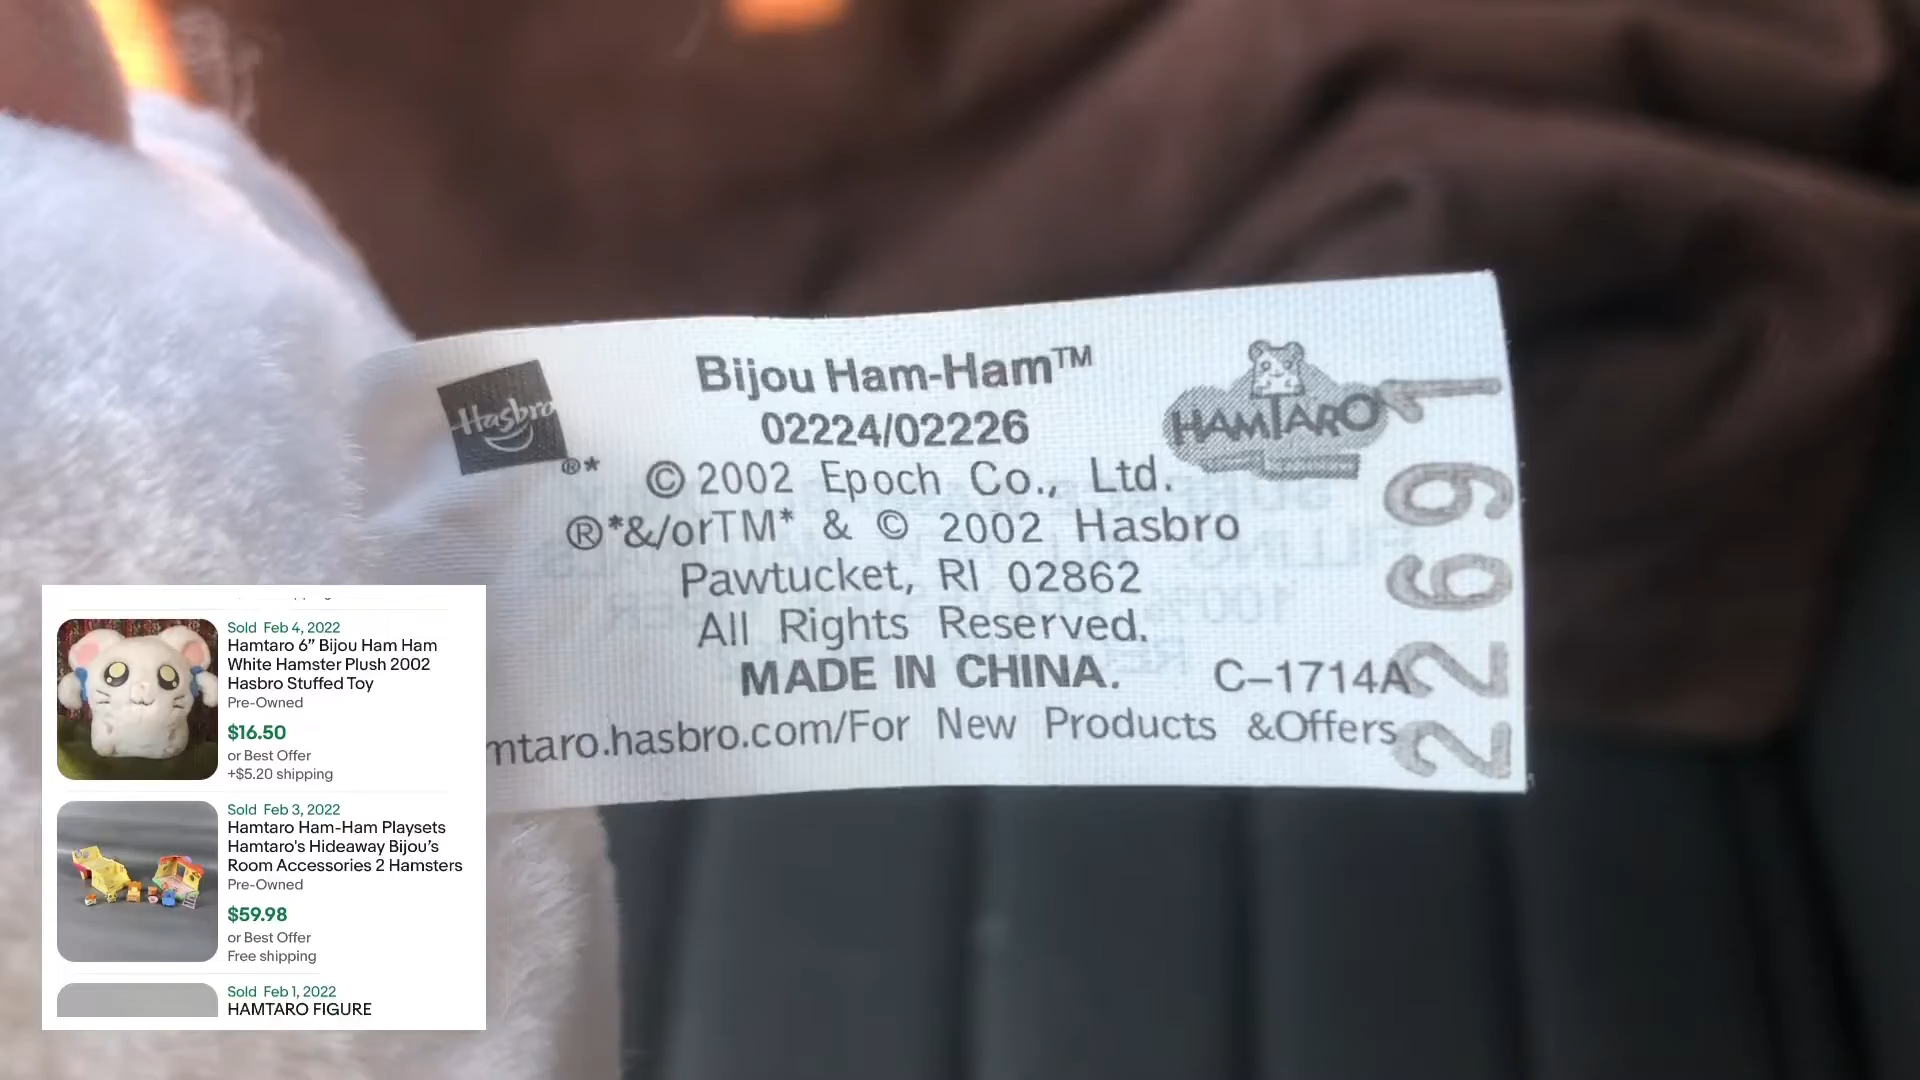 Hasbro
®*
Bijou Ham-Ham™
02224/02226
© 2002 Epoch Co., Ltd.
®*&/orTM* & © 2002 Hasbro
Pawtucket, RI 02862
All Rights Reserved.
MADE IN CHINA. C-1714A
mtaro.hasbro.com/For New Products &Offers
HAMTARO
22691
Sold Feb 4, 2022
Hamtaro 6” Bijou Ham Ham
White Hamster Plush 2002
Hasbro Stuffed Toy
Pre-Owned
$16.50
or Best Offer
+$5.20 shipping
Sold Feb 3, 2022
Hamtaro Ham-Ham Playsets
Hamtaro's Hideaway Bijou’s
Room Accessories 2 Hamsters
Pre-Owned
$59.98
or Best Offer
Free shipping
Sold Feb 1, 2022
HAMTARO FIGURE